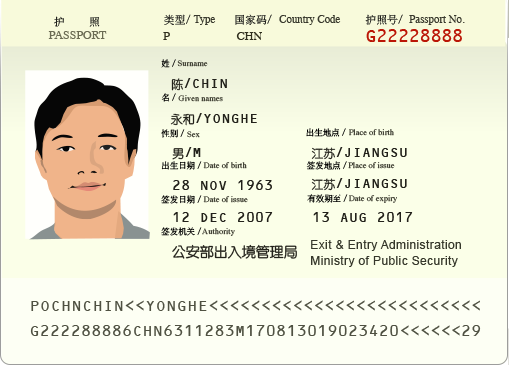 护 照 类型/ Type 国家码/ Country Code 护照号/ Passport No.
PASSPORT P CHN G22228888
姓 / Surname
陈/CHIN
名 / Given names
永和/YONGHE
性别 / Sex 出生地点 / Place of birth
男/M 江苏/JIANGSU
出生日期 / Date of birth 签发地点 / Place of issue
28 NOV 1963 江苏/JIANGSU
签发日期 / Date of issue 有效期至 / Date of expiry
12 DEC 2007 13 AUG 2017
签发机关 /Authority
公安部出入境管理局 Exit & Entry Administration
Ministry of Public Security
POCHNCHIN<<YONGHE<<<<<<<<<<<<<<<<<<<<<<<<<<<
G222288886CHN6311283M170813019023420<<<<<<29